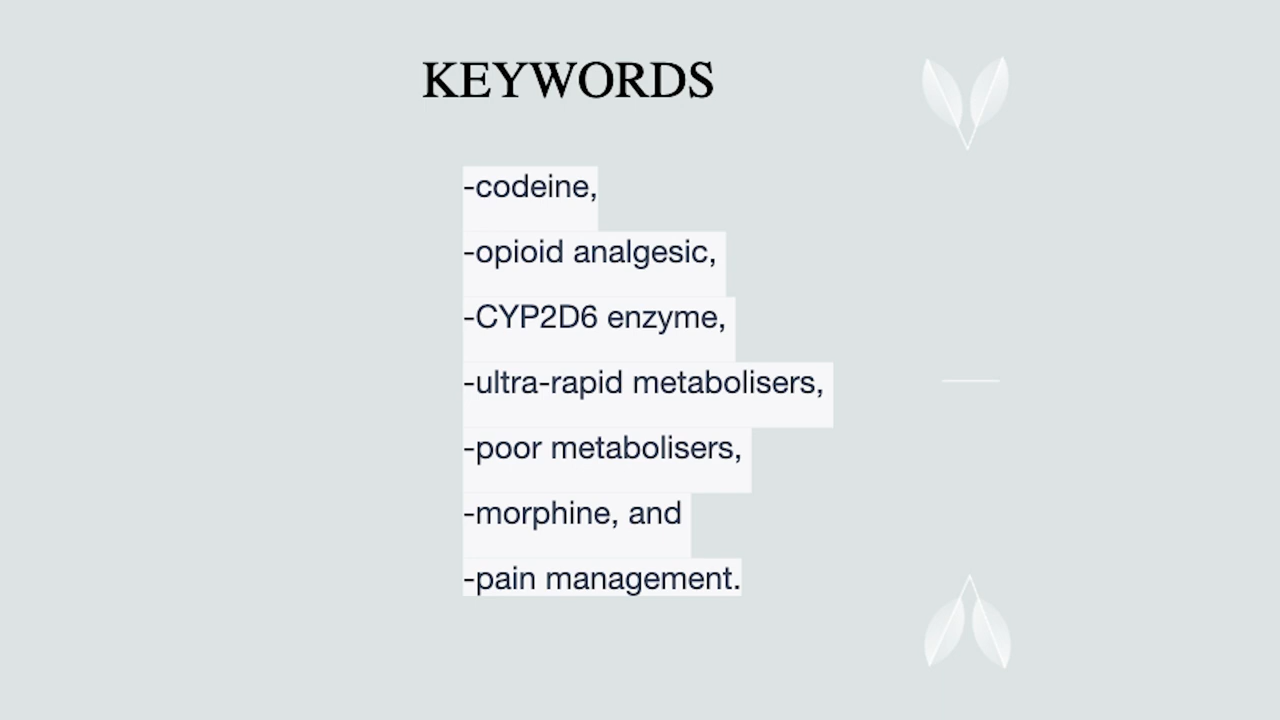 KEYWORDS
-codeine,
-opioid analgesic,
-CYP2D6 enzyme,
-ultra-rapid metabolisers,
-poor metabolisers,
-morphine, and
-pain management.